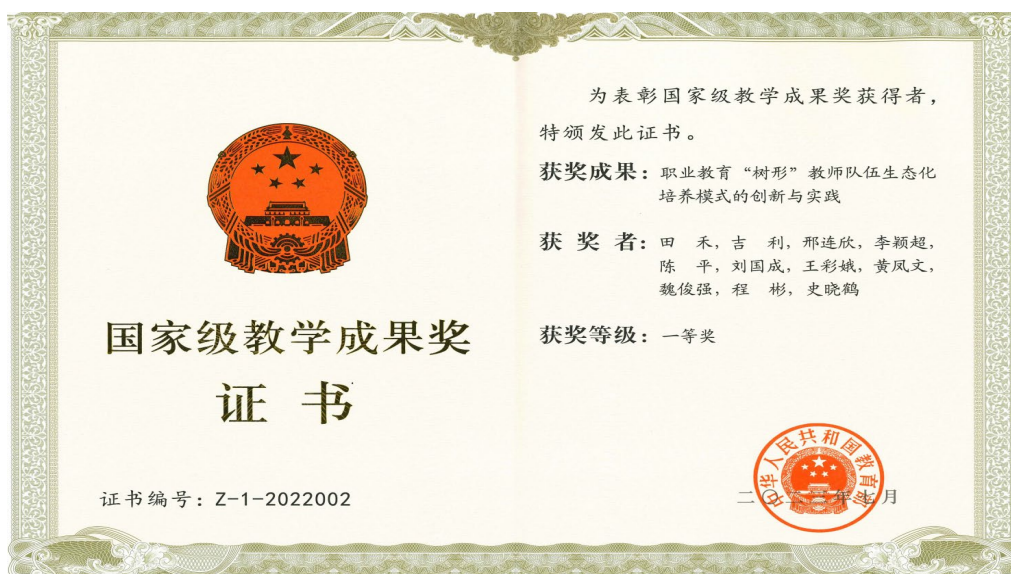 国家级教学成果奖
证书
证书编号：Z-1-2022002
为表彰国家级教学成果奖获得者，
特颁发此证书。
获奖成果：职业教育“树形”教师队伍生态化
培养模式的创新与实践
获奖者：田 禾，吉 利，邢连欣，李颖超，
陈 平，刘国成，王彩娥，黄凤文，
魏俊强，程 彬，史晓鹤
获奖等级：一等奖
中华人民共和国教育部
二〇二三年七月